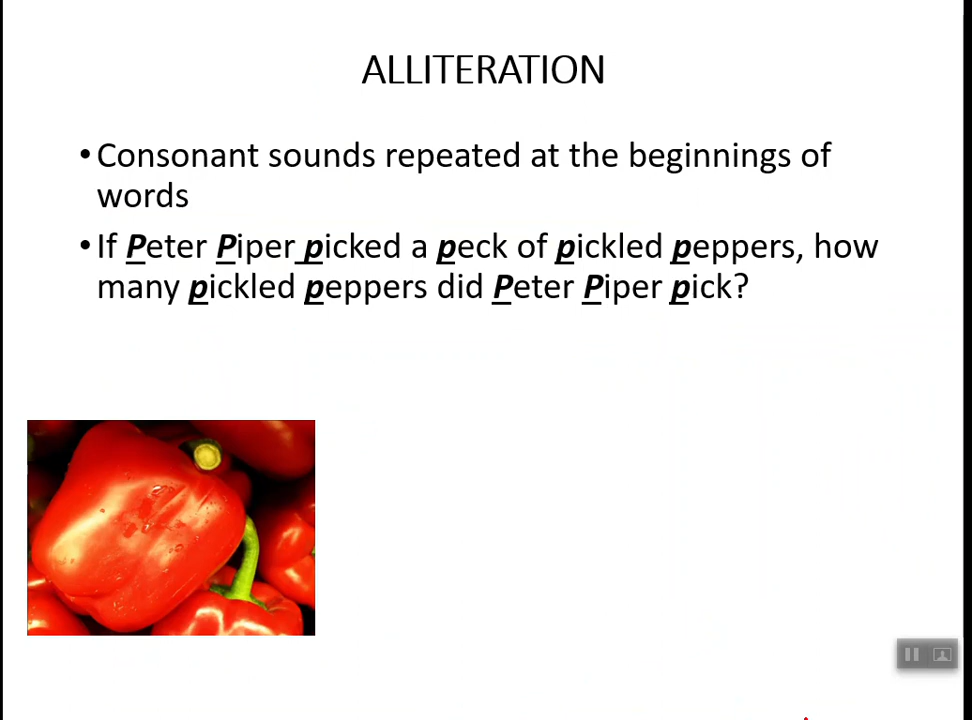 ALLITERATION
•Consonant sounds repeated at the beginnings of
words
•If Peter Piper picked a peck of pickled peppers, how
many pickled peppers did Peter Piper pick?